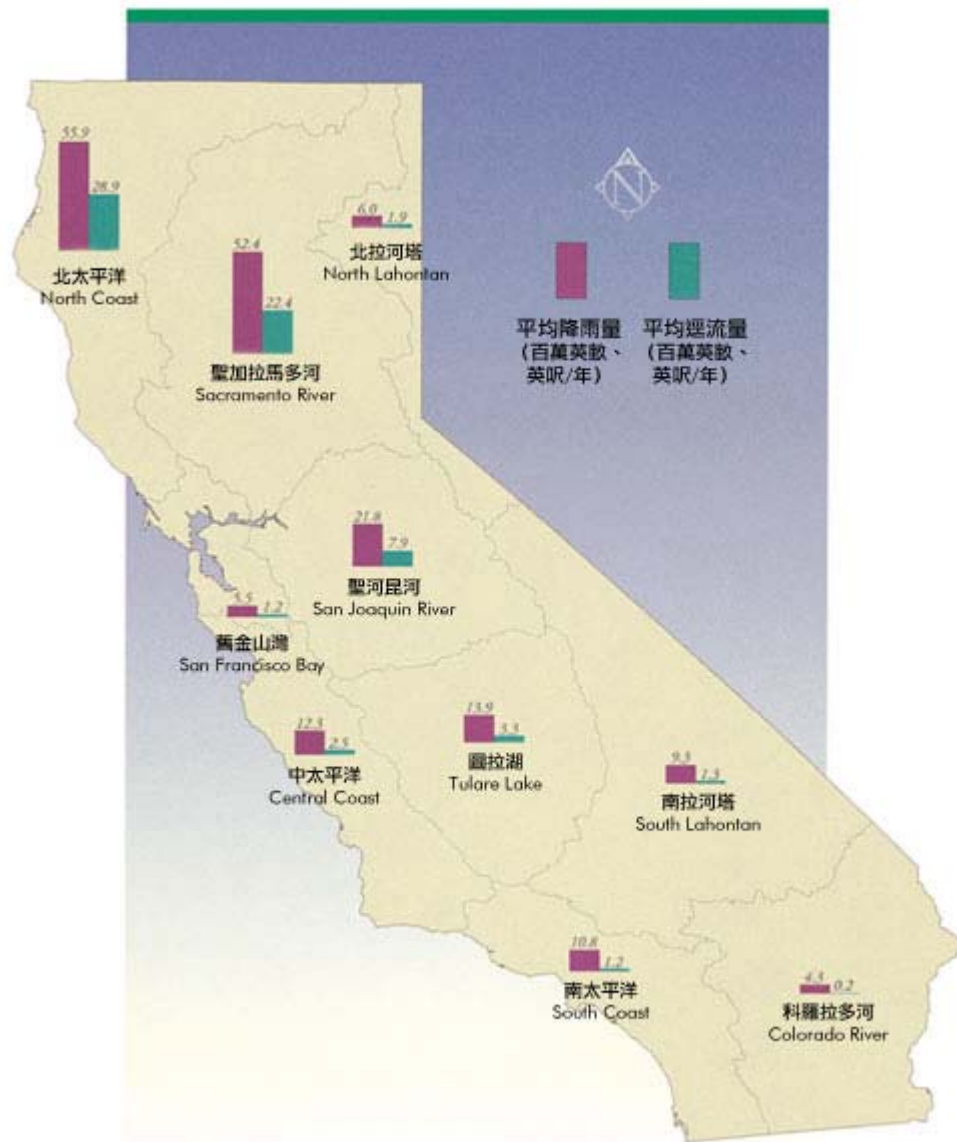 55.9
28.9
北太平洋
North Coast
52.4
22.4
聖加拉馬多河
Sacramento River
6.0
1.9
北拉河塔
North Lahontan
N
平均降雨量
(百萬英畝、
英呎/年)
平均逕流量
(百萬英畝、
英呎/年)
21.8
7.9
聖河昆河
San Joaquin River
5.5
1.2
舊金山灣
San Francisco Bay
12.3
2.5
中太平洋
Central Coast
13.9
3.3
圖拉湖
Tulare Lake
9.3
1.3
南拉河塔
South Lahontan
10.8
1.2
南太平洋
South Coast
4.3
0.2
科羅拉多河
Colorado River